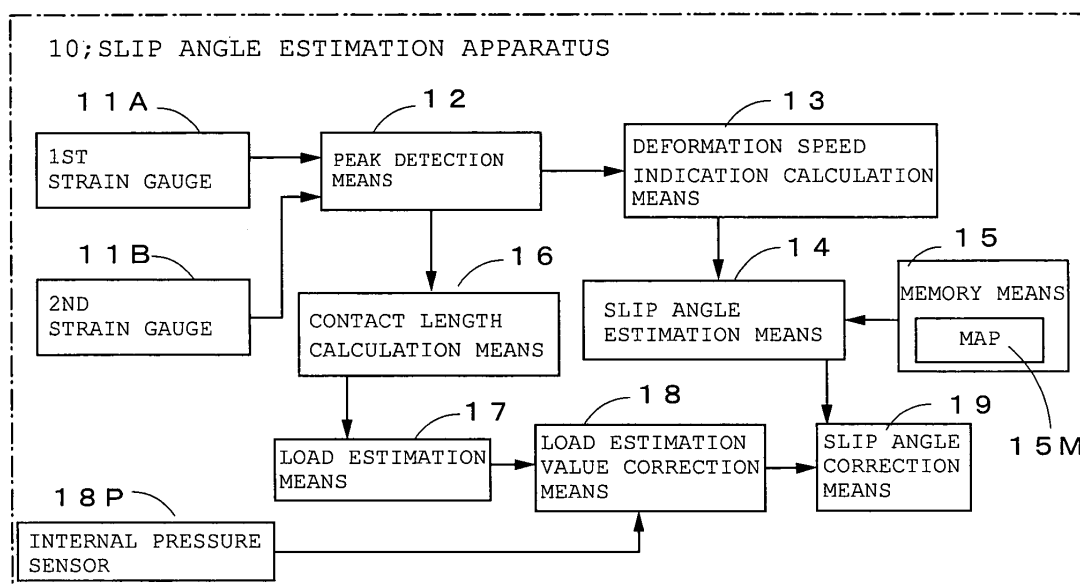 10;SLIP ANGLE ESTIMATION APPARATUS
11A
1ST
STRAIN GAUGE
12
PEAK DETECTION
MEANS
13
DEFORMATION SPEED
INDICATION CALCULATION
MEANS
11B
2ND
STRAIN GAUGE
16
CONTACT LENGTH
CALCULATION MEANS
14
SLIP ANGLE
ESTIMATION MEANS
15
MEMORY MEANS
MAP
15M
17
LOAD ESTIMATION
MEANS
18
LOAD ESTIMATION
VALUE CORRECTION
MEANS
19
SLIP ANGLE
CORRECTION
MEANS
18P
INTERNAL PRESSURE
SENSOR